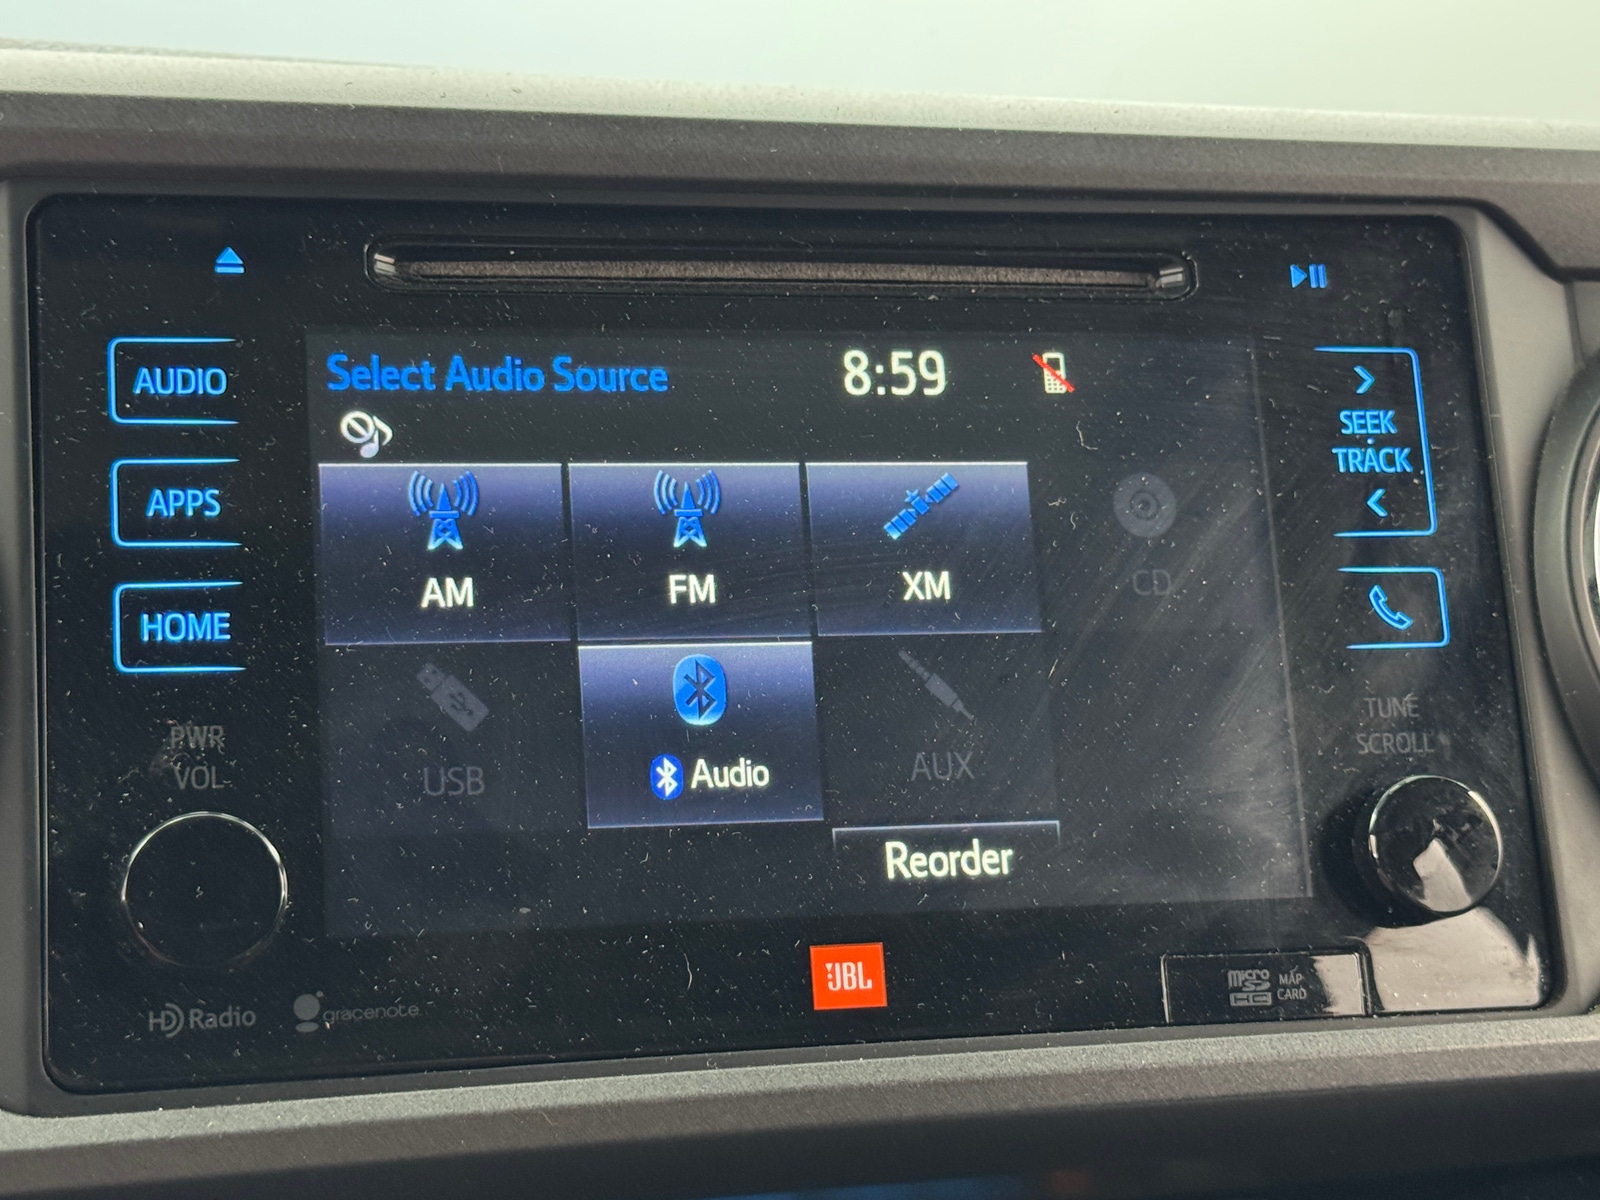 AUDIO
APPS
HOME
PWR
VOL
Select Audio Source
8:59
AM
FM
XM
CD
USB
Audio
AUX
Reorder
SEEK
TRACK
TUNE
SCROLL
HD Radio
gracenote
JBL
micro
SD
HC
MAP
CARD